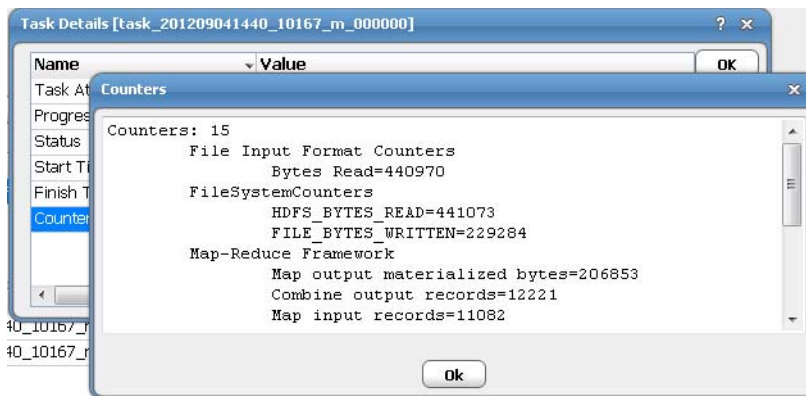 Task Details [task_201209041440_10167_m_000000] ? x
Name Value OK
Task At
Progres
Status
Start Ti
Finish T
Counter
Counters x
Counters: 15
File Input Format Counters
Bytes Read=440970
FileSystemCounters
HDFS_BYTES_READ=441073
FILE_BYTES_WRITTEN=229284
Map-Reduce Framework
Map output materialized bytes=206853
Combine output records=12221
Map input records=11082
Ok
40_10167_r
40_10167_r